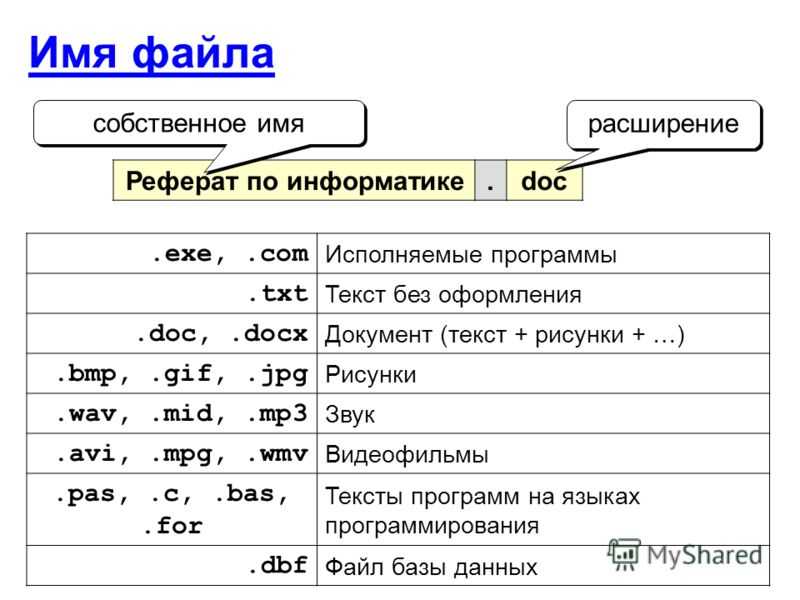 Имя файла
собственное имя
расширение
Реферат по информатике . doc
.exe, .com Исполняемые программы
.txt Текст без оформления
.doc, .docx Документ (текст + рисунки + …)
.bmp, .gif, .jpg Рисунки
.wav, .mid, .mp3 Звук
.avi, .mpg, .wmv Видеофильмы
.pas, .c, .bas, Тексты программ на языках
.for программирования
.dbf Файл базы данных
MyShared